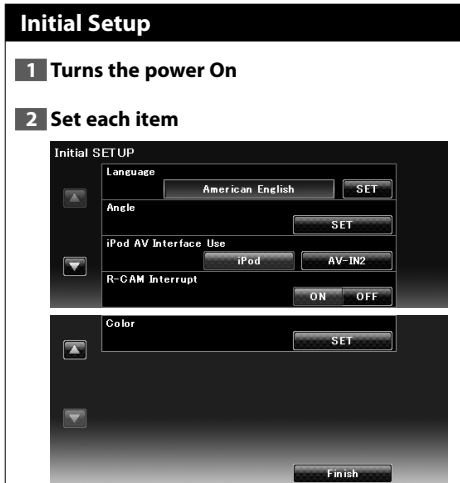 Initial Setup
1 Turns the power On
2 Set each item
Initial SETUP
Language
American English SET
Angle
SET
iPod AV Interface Use
iPod AV-IN2
R-CAM Interrupt
ON OFF
Color
SET
Finish